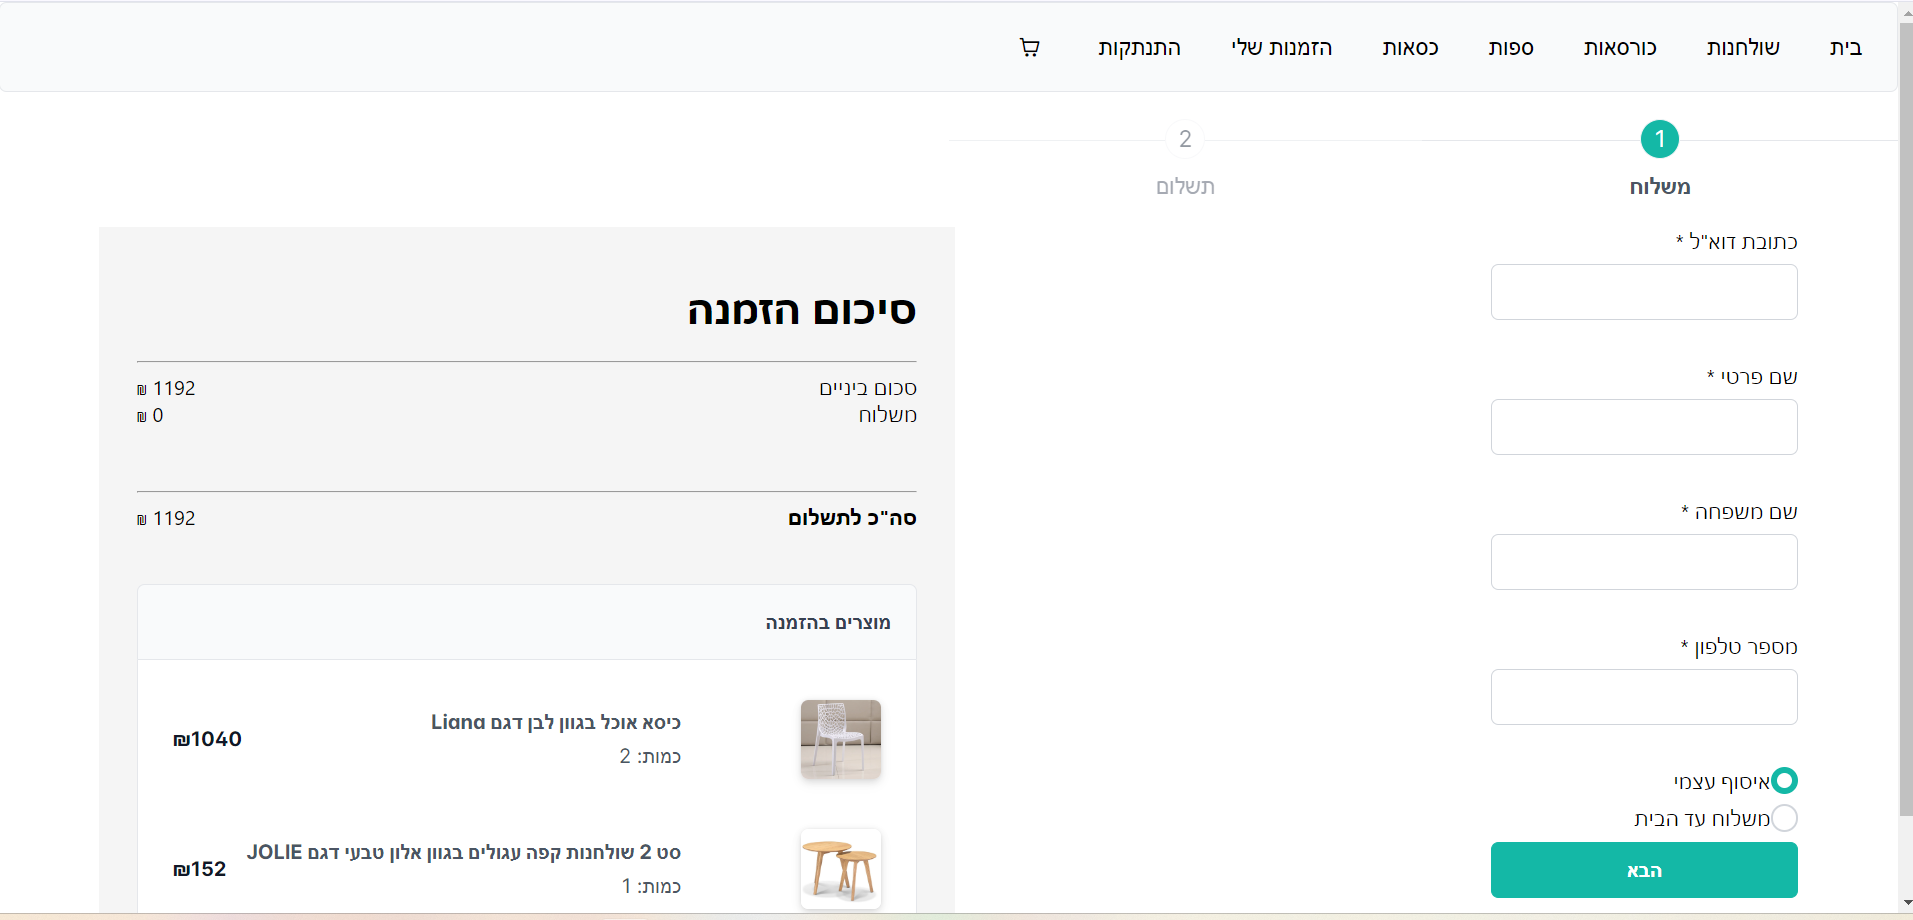 בית שולחנות כורסאות ספות כסאות הזמנות שלי התנתקות
1 2
משלוח תשלום
כתובת דוא"ל *
שם פרטי *
שם משפחה *
מספר טלפון *
איסוף עצמי
משלוח עד הבית
הבא
סיכום הזמנה
סכום ביניים 1192 ₪
משלוח 0 ₪
סה"כ לתשלום 1192 ₪
מוצרים בהזמנה
כיסא אוכל בגוון לבן דגם Liana
כמות: 2
₪1040
סט 2 שולחנות קפה עגולים בגוון אלון טבעי דגם JOLIE
כמות: 1
₪152